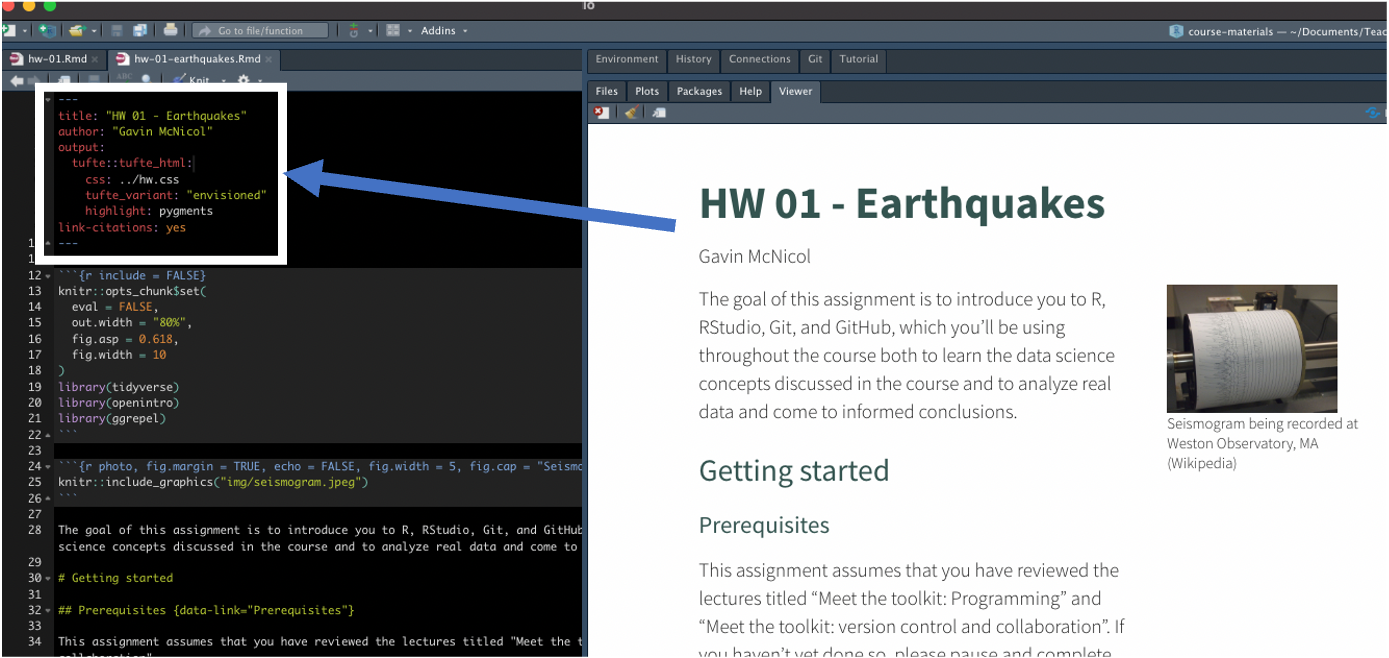 IO
Go to file/function
Addins
course-materials — ~/Documents/Teac
hw-01.Rmd
hw-01-earthquakes.Rmd
ABC
Knit
---
title: "HW 01 - Earthquakes"
author: "Gavin McNicol"
output:
tufte::tufte_html:
css: ../hw.css
tufte_variant: "envisioned"
highlight: pygments
link-citations: yes
---
12 ```{r include = FALSE}
13 knitr::opts_chunk$set(
14 eval = FALSE,
15 out.width = "80%",
16 fig.asp = 0.618,
17 fig.width = 10
18 )
19 library(tidyverse)
20 library(openintro)
21 library(ggrepel)
22 ```
23
24 ```{r photo, fig.margin = TRUE, echo = FALSE, fig.width = 5, fig.cap = "Seismo
25 knitr::include_graphics("img/seismogram.jpeg")
26 ```
27
28 The goal of this assignment is to introduce you to R, RStudio, Git, and GitHub
science concepts discussed in the course and to analyze real data and come to
29
30 # Getting started
31
32 ## Prerequisites {data-link="Prerequisites"}
33
34 This assignment assumes that you have reviewed the lectures titled "Meet the t
collaboration"
Environment
History
Connections
Git
Tutorial
Files
Plots
Packages
Help
Viewer
HW 01 - Earthquakes
Gavin McNicol
The goal of this assignment is to introduce you to R,
RStudio, Git, and GitHub, which you’ll be using
throughout the course both to learn the data science
concepts discussed in the course and to analyze real
data and come to informed conclusions.
Seismogram being recorded at
Weston Observatory, MA
(Wikipedia)
Getting started
Prerequisites
This assignment assumes that you have reviewed the
lectures titled “Meet the toolkit: Programming” and
“Meet the toolkit: version control and collaboration”. If
you haven’t yet done so, please pause and complete